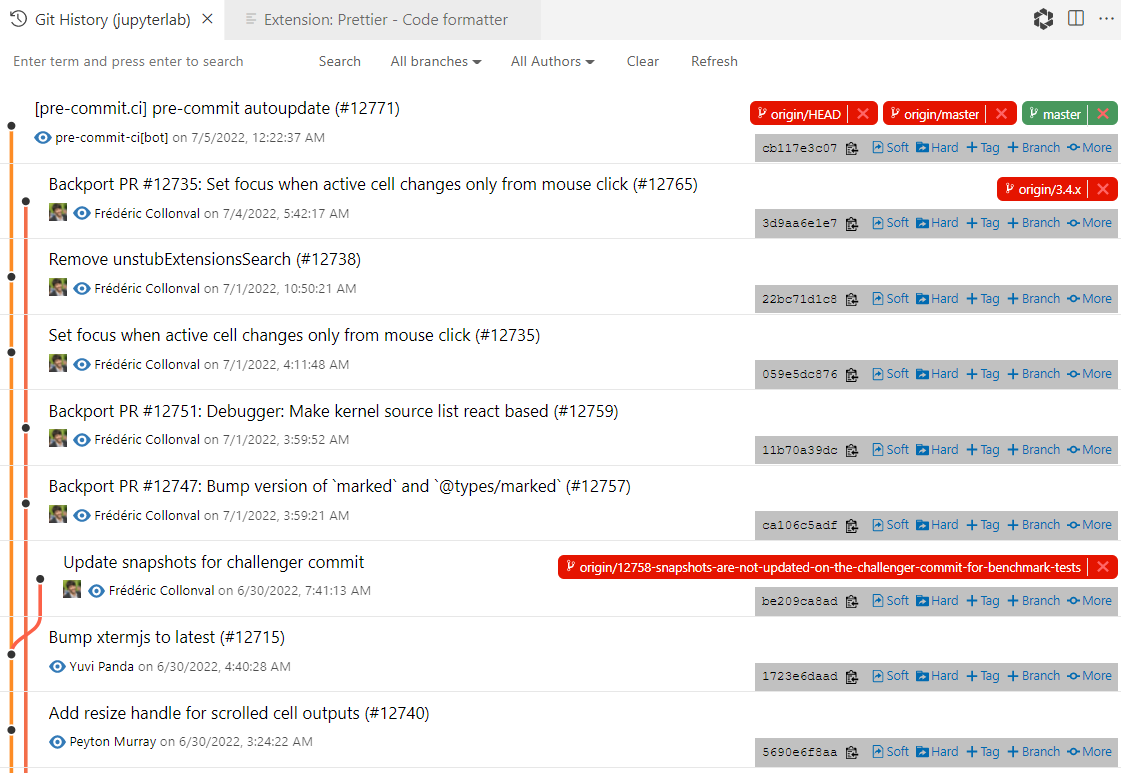 Git History (jupyterlab) Extension: Prettier - Code formatter
Enter term and press enter to search Search All branches All Authors Clear Refresh
[pre-commit.ci] pre-commit autoupdate (#12771) origin/HEAD origin/master master
pre-commit-ci[bot] on 7/5/2022, 12:22:37 AM
cb117e3c07 Soft Hard Tag Branch More
Backport PR #12735: Set focus when active cell changes only from mouse click (#12765) origin/3.4.x
Frédéric Collonval on 7/4/2022, 5:42:17 AM
3d9aa6e1e7 Soft Hard Tag Branch More
Remove unstubExtensionsSearch (#12738)
Frédéric Collonval on 7/1/2022, 10:50:21 AM
22bc71d1c8 Soft Hard Tag Branch More
Set focus when active cell changes only from mouse click (#12735)
Frédéric Collonval on 7/1/2022, 4:11:48 AM
059e5dc876 Soft Hard Tag Branch More
Backport PR #12751: Debugger: Make kernel source list react based (#12759)
Frédéric Collonval on 7/1/2022, 3:59:52 AM
11b70a39dc Soft Hard Tag Branch More
Backport PR #12747: Bump version of `marked` and `@types/marked` (#12757)
Frédéric Collonval on 7/1/2022, 3:59:21 AM
ca106c5adf Soft Hard Tag Branch More
Update snapshots for challenger commit origin/12758-snapshots-are-not-updated-on-the-challenger-commit-for-benchmark-tests
Frédéric Collonval on 6/30/2022, 7:41:13 AM
be209ca8ad Soft Hard Tag Branch More
Bump xtermjs to latest (#12715)
Yuvi Panda on 6/30/2022, 4:40:28 AM
1723e6daad Soft Hard Tag Branch More
Add resize handle for scrolled cell outputs (#12740)
Peyton Murray on 6/30/2022, 3:24:22 AM
5690e6f8aa Soft Hard Tag Branch More